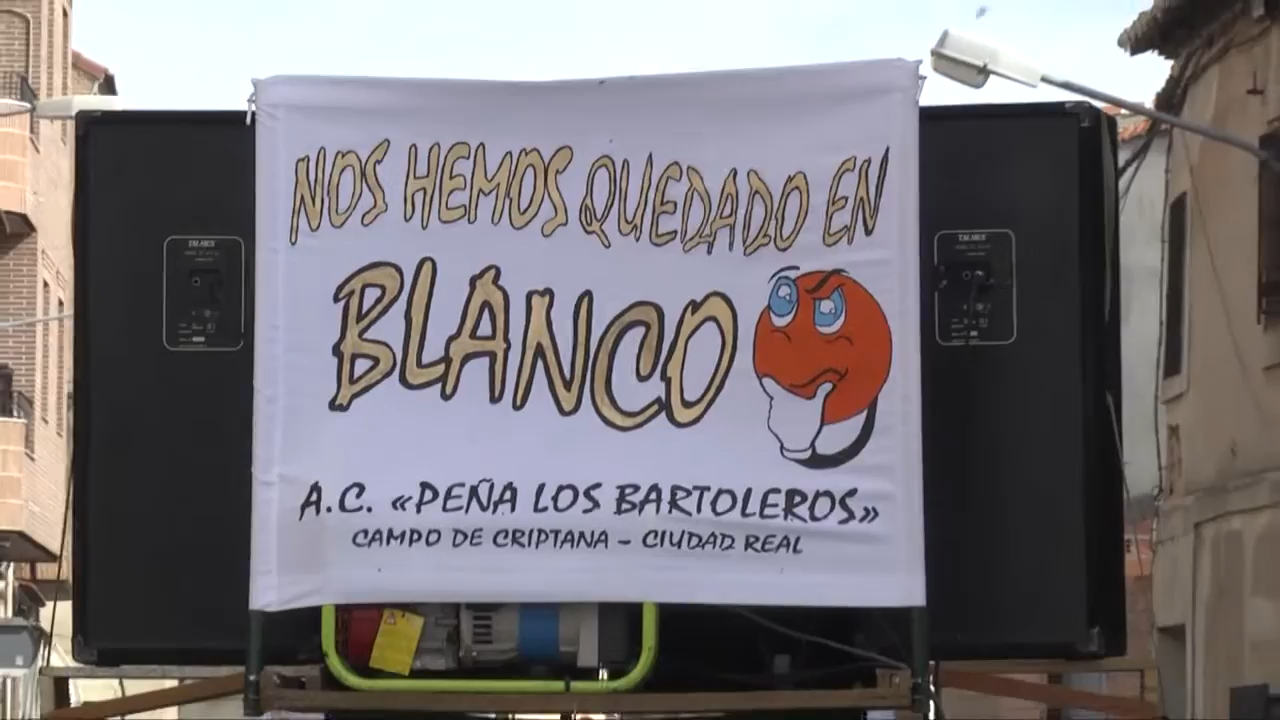 NOS HEMOS QUEDADO EN
BLANCO
A.C. «PEÑA LOS BARTOLEROS»
CAMPO DE CRIPTANA – CIUDAD REAL